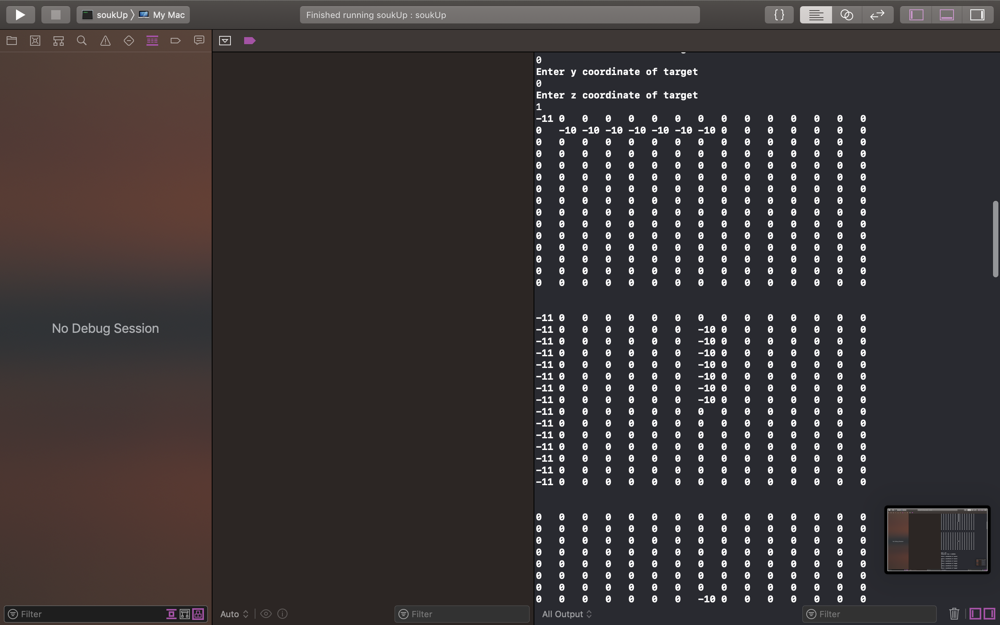 soukUp My Mac
Finished running soukUp : soukUp
{}
No Debug Session
Filter
Auto
Filter
0
Enter y coordinate of target
0
Enter z coordinate of target
1
-11 0 0 0 0 0 0 0 0 0 0 0 0 0 0
0 -10 -10 -10 -10 -10 -10 -10 0 0 0 0 0 0 0
0 0 0 0 0 0 0 0 0 0 0 0 0 0 0
0 0 0 0 0 0 0 0 0 0 0 0 0 0 0
0 0 0 0 0 0 0 0 0 0 0 0 0 0 0
0 0 0 0 0 0 0 0 0 0 0 0 0 0 0
0 0 0 0 0 0 0 0 0 0 0 0 0 0 0
0 0 0 0 0 0 0 0 0 0 0 0 0 0 0
0 0 0 0 0 0 0 0 0 0 0 0 0 0 0
0 0 0 0 0 0 0 0 0 0 0 0 0 0 0
0 0 0 0 0 0 0 0 0 0 0 0 0 0 0
0 0 0 0 0 0 0 0 0 0 0 0 0 0 0
0 0 0 0 0 0 0 0 0 0 0 0 0 0 0
0 0 0 0 0 0 0 0 0 0 0 0 0 0 0
0 0 0 0 0 0 0 0 0 0 0 0 0 0 0
-11 0 0 0 0 0 0 0 0 0 0 0 0 0 0
-11 0 0 0 0 0 0 -10 0 0 0 0 0 0 0
-11 0 0 0 0 0 0 -10 0 0 0 0 0 0 0
-11 0 0 0 0 0 0 -10 0 0 0 0 0 0 0
-11 0 0 0 0 0 0 -10 0 0 0 0 0 0 0
-11 0 0 0 0 0 0 -10 0 0 0 0 0 0 0
-11 0 0 0 0 0 0 -10 0 0 0 0 0 0 0
-11 0 0 0 0 0 0 -10 0 0 0 0 0 0 0
-11 0 0 0 0 0 0 0 0 0 0 0 0 0 0
-11 0 0 0 0 0 0 0 0 0 0 0 0 0 0
-11 0 0 0 0 0 0 0 0 0 0 0 0 0 0
-11 0 0 0 0 0 0 0 0 0 0 0 0 0 0
-11 0 0 0 0 0 0 0 0 0 0 0 0 0 0
-11 0 0 0 0 0 0 0 0 0 0 0 0 0 0
-11 0 0 0 0 0 0 0 0 0 0 0 0 0 0
0 0 0 0 0 0 0 0 0 0 0 0 0 0 0
0 0 0 0 0 0 0 0 0 0 0 0 0 0 0
0 0 0 0 0 0 0 0 0 0 0 0 0 0 0
0 0 0 0 0 0 0 0 0 0 0 0 0 0 0
0 0 0 0 0 0 0 0 0 0 0 0 0 0 0
0 0 0 0 0 0 0 0 0 0 0 0 0 0 0
0 0 0 0 0 0 0 0 0 0 0 0 0 0 0
0 0 0 0 0 0 0 -10 0 0 0 0 0 0 0
All Output
Filter